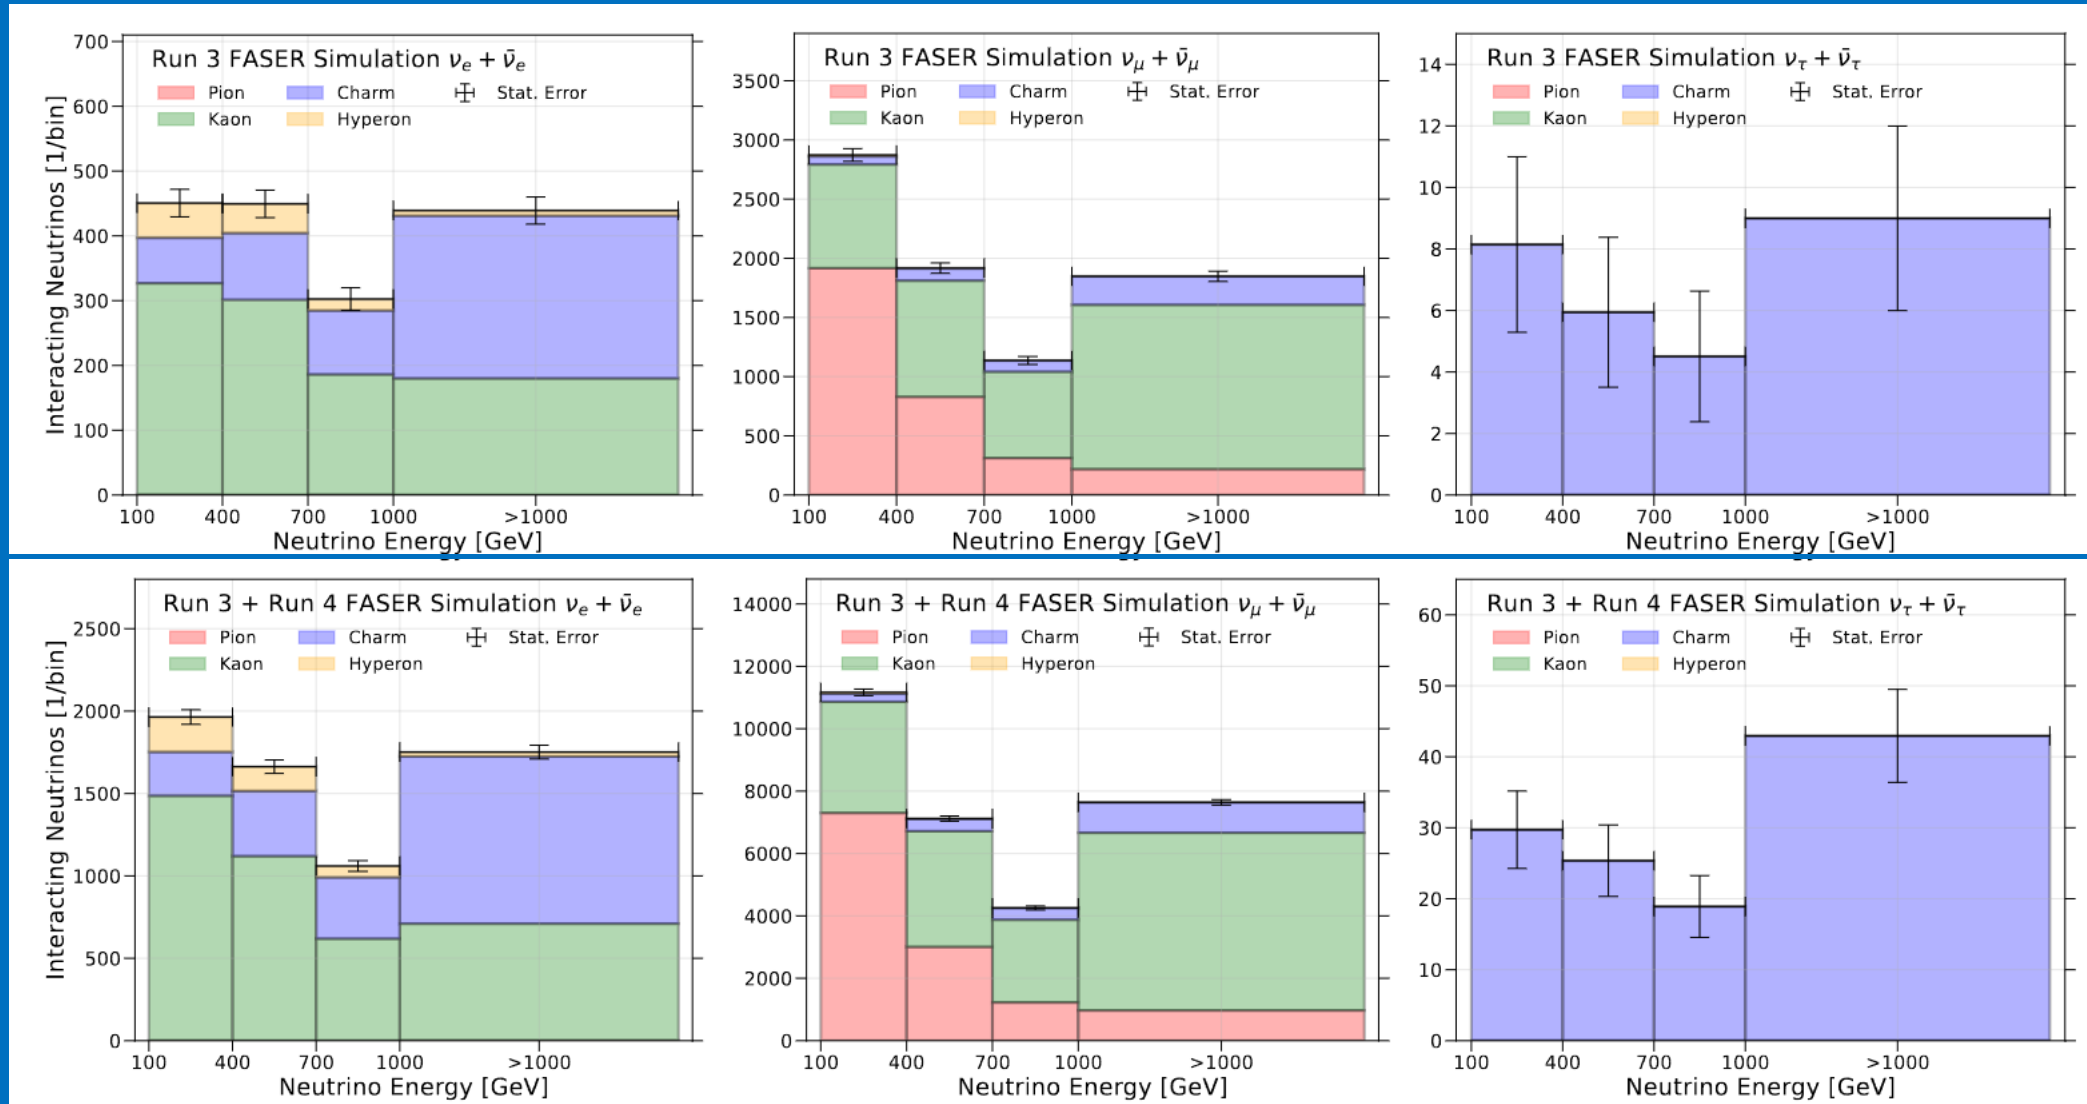 Run 3 FASER Simulation νe + ν̄e
Pion
Charm
Stat. Error
Kaon
Hyperon
Interacting Neutrinos [1/bin]
700
600
500
400
300
200
100
0
100 400 700 1000 >1000
Neutrino Energy [GeV]
Run 3 FASER Simulation νμ + ν̄μ
Pion
Charm
Stat. Error
Kaon
Hyperon
3500
3000
2500
2000
1500
1000
500
0
100 400 700 1000 >1000
Neutrino Energy [GeV]
Run 3 FASER Simulation ντ + ν̄τ
Pion
Charm
Stat. Error
Kaon
Hyperon
14
12
10
8
6
4
2
0
100 400 700 1000 >1000
Neutrino Energy [GeV]
Run 3 + Run 4 FASER Simulation νe + ν̄e
Pion
Charm
Stat. Error
Kaon
Hyperon
Interacting Neutrinos [1/bin]
2500
2000
1500
1000
500
0
100 400 700 1000 >1000
Neutrino Energy [GeV]
Run 3 + Run 4 FASER Simulation νμ + ν̄μ
Pion
Charm
Stat. Error
Kaon
Hyperon
14000
12000
10000
8000
6000
4000
2000
0
100 400 700 1000 >1000
Neutrino Energy [GeV]
Run 3 + Run 4 FASER Simulation ντ + ν̄τ
Pion
Charm
Stat. Error
Kaon
Hyperon
60
50
40
30
20
10
0
100 400 700 1000 >1000
Neutrino Energy [GeV]